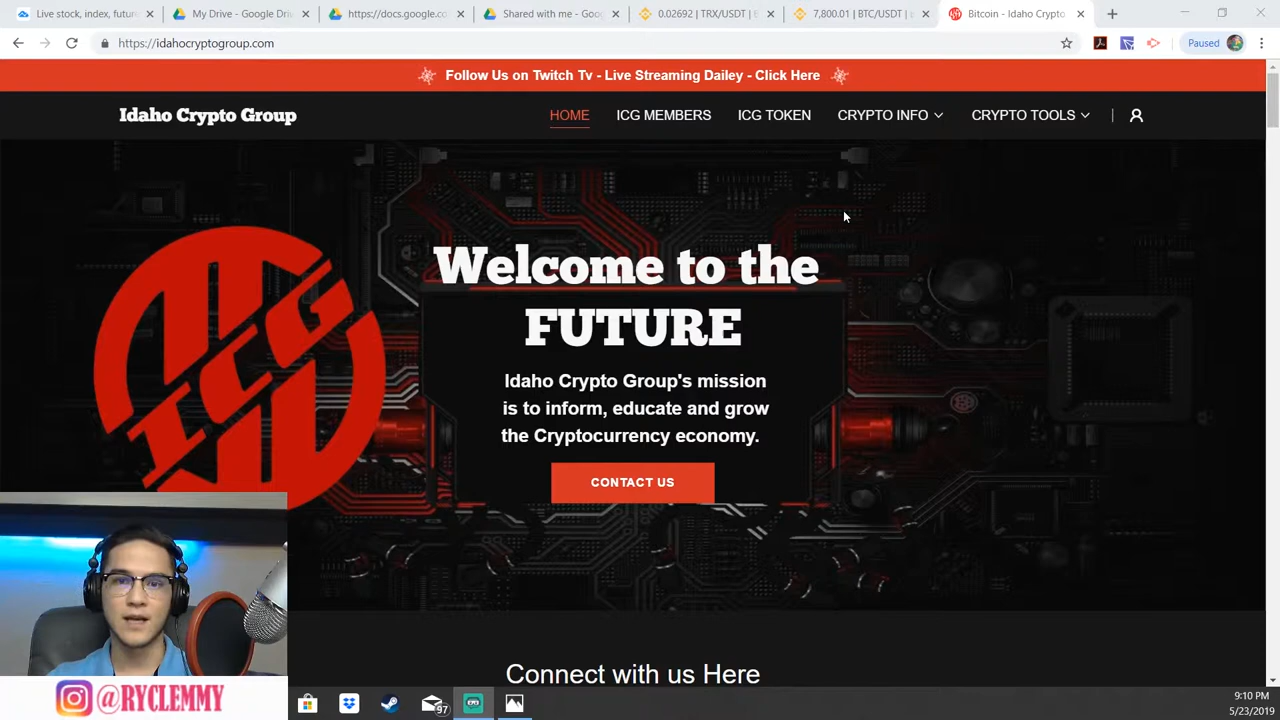 Live stock, index, futur
My Drive - Google Driv
https://docs.google.co
Shared with me - Goog
0.02692 | TRX/USDT | B
7,800.01 | BTC/USDT | B
Bitcoin - Idaho Crypto
https://idahocryptogroup.com
Paused
Follow Us on Twitch Tv - Live Streaming Dailey - Click Here
Idaho Crypto Group
HOME
ICG MEMBERS
ICG TOKEN
CRYPTO INFO
CRYPTO TOOLS
ICG
Welcome to the
FUTURE
Idaho Crypto Group's mission
is to inform, educate and grow
the Cryptocurrency economy.
CONTACT US
Connect with us Here
@RYCLEMMY
97
9:10 PM
5/23/2019